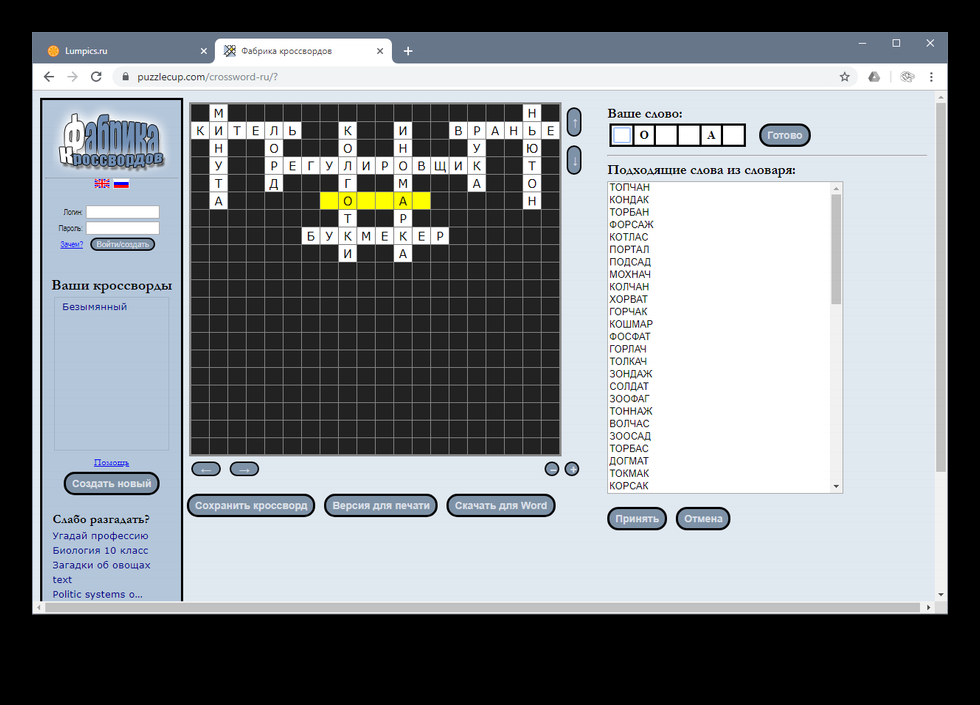 Lumpics.ru
Фабрика кроссвордов
puzzlecup.com/crossword-ru/?
Фабрика
Кроссвордов
Логин:
Пароль:
Зачем?
Войти/создать
Ваши кроссворды
Безымянный
Помощь
Создать новый
Слабо разгадать?
Угадай профессию
Биология 10 класс
Загадки об овощах
text
Politic systems o...
М Н
К И Т Е Л Ь К И В Р А Н Ь Е
Н О О Н У Ю
У Р Е Г У Л И Р О В Щ И К Т
Т Д Г М А О
А О А Н
Т Р
Б У К М Е К Е Р
И А
← →
− +
↑
↓
Сохранить кроссворд
Версия для печати
Скачать для Word
Ваше слово:
О А
Готово
Подходящие слова из словаря:
ТОПЧАН
КОНДАК
ТОРБАН
ФОРСАЖ
КОТЛАС
ПОРТАЛ
ПОДСАД
МОХНАЧ
КОЛЧАН
ХОРВАТ
ГОРЧАК
КОШМАР
ФОСФАТ
ГОРЛАЧ
ТОЛКАЧ
ЗОНДАЖ
СОЛДАТ
ЗООФАГ
ТОННАЖ
ВОЛЧАС
ЗООСАД
ТОРБАС
ДОГМАТ
ТОКМАК
КОРСАК
Принять
Отмена